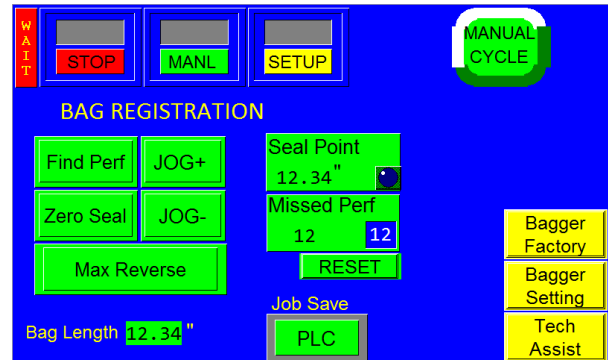 WAIT
STOP
MANL
SETUP
MANUAL
CYCLE
BAG REGISTRATION
Find Perf
JOG+
Seal Point
12.34"
Zero Seal
JOG-
Missed Perf
12 12
Max Reverse
RESET
Bagger
Factory
Bagger
Setting
Job Save
Bag Length 12.34"
PLC
Tech
Assist